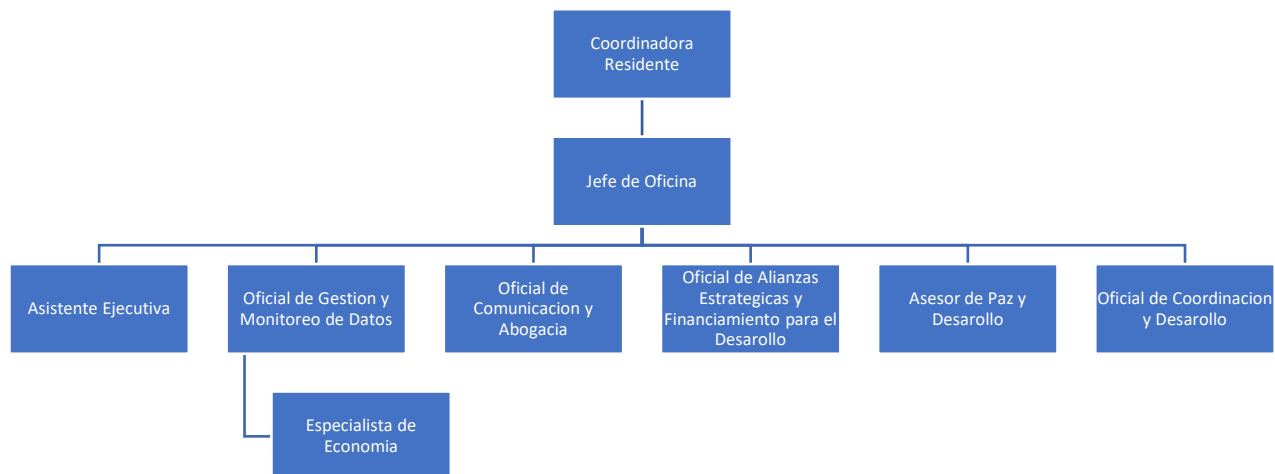 Coordinadora
Residente
Jefe de Oficina
Asistente Ejecutiva
Oficial de Gestion y
Monitoreo de Datos
Oficial de
Comunicacion y
Abogacia
Oficial de Alianzas
Estrategicas y
Financiamiento para el
Desarollo
Asesor de Paz y
Desarollo
Oficial de Coordinacion
y Desarollo
Especialista de
Economia